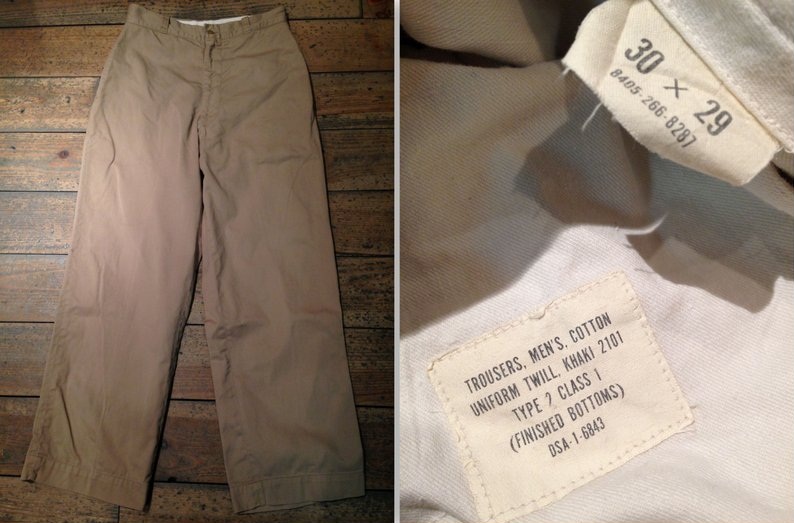 30 × 29
8405-266-8287
TROUSERS, MEN'S, COTTON
UNIFORM TWILL, KHAKI 2101
TYPE 2 CLASS 1
(FINISHED BOTTOMS)
DSA-1-6843